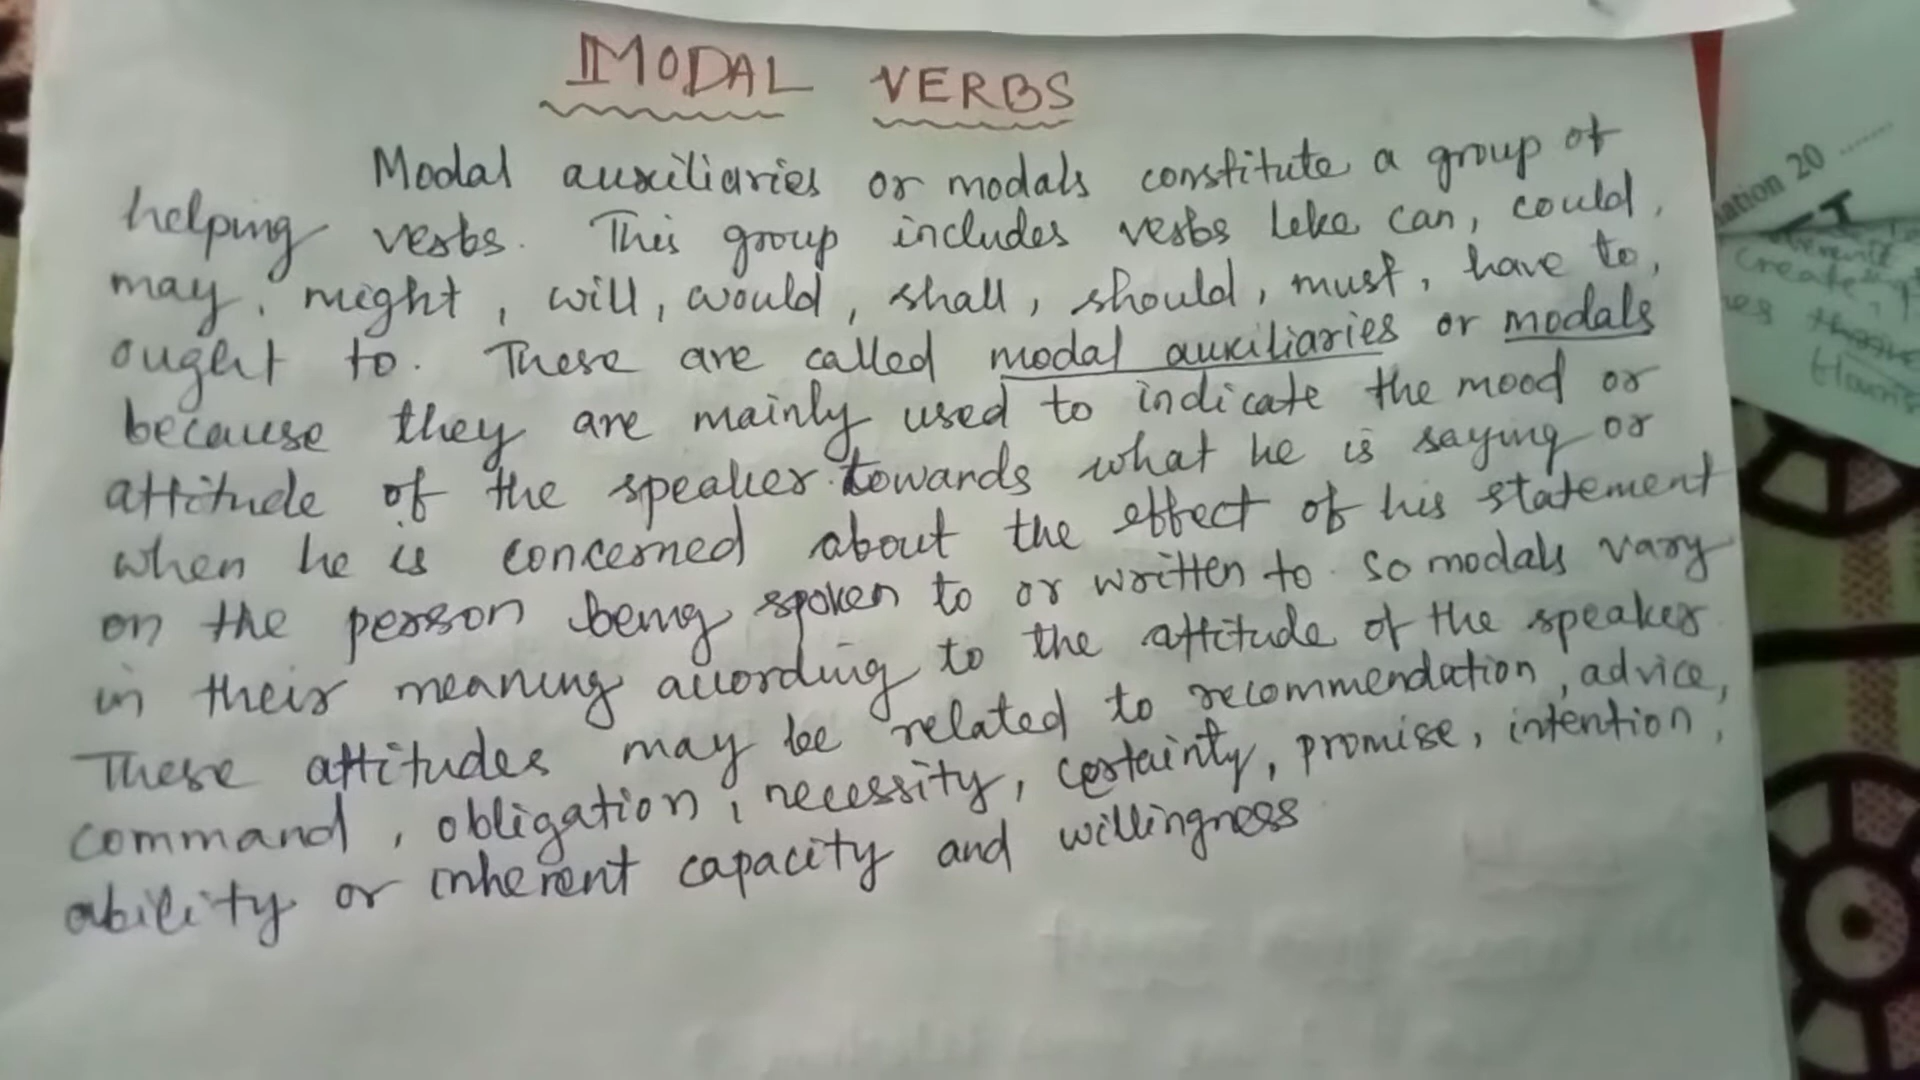 MODAL VERBS
Modal auxiliaries or modals constitute a group of
helping verbs. This group includes verbs like can, could,
may, might, will, would, shall, should, must, have to,
ought to. These are called modal auxiliaries or modals
because they are mainly used to indicate the mood or
attitude of the speaker towards what he is saying or
when he is concerned about the effect of his statement
on the person being spoken to or written to. So modals vary
in their meaning according to the attitude of the speaker.
These attitudes may be related to recommendation, advice,
command, obligation, necessity, certainty, promise, intention,
ability or inherent capacity and willingness.
ation 20 ......
create